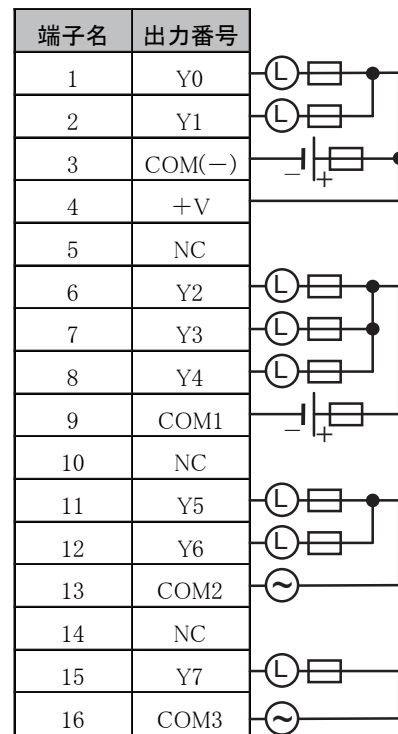 端子名 出力番号
1 Y0 L
2 Y1 L
3 COM(－) － +
4 ＋V
5 NC
6 Y2 L
7 Y3 L
8 Y4 L
9 COM1 － +
10 NC
11 Y5 L
12 Y6 L
13 COM2 ~
14 NC
15 Y7 L
16 COM3 ~